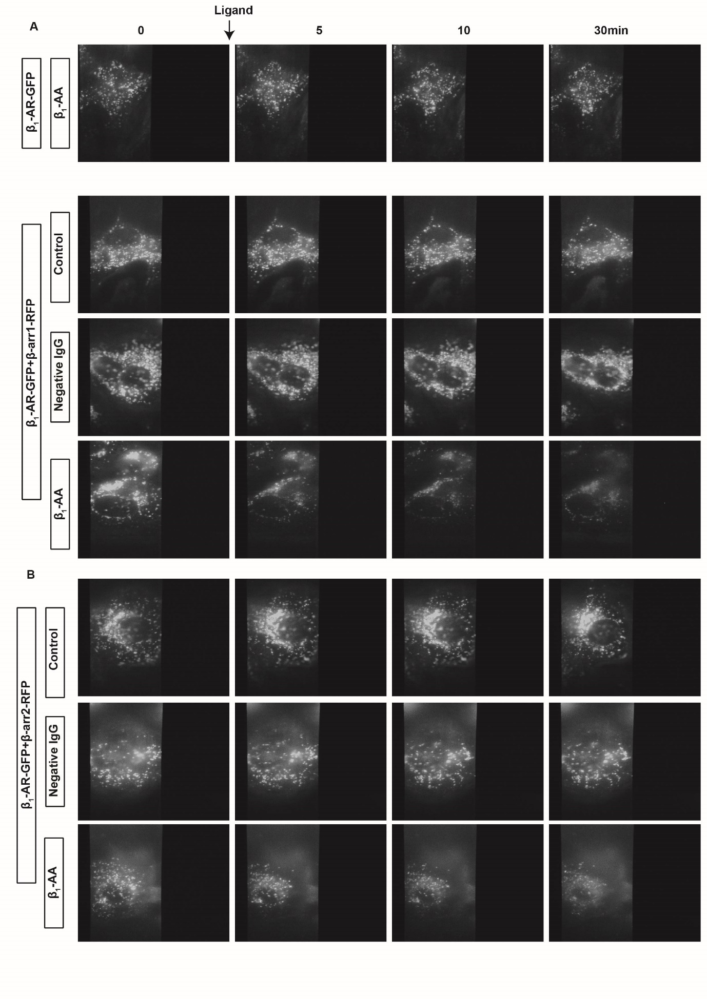 Ligand
A
0
5
10
30min
β1-AR-GFP
β1-AA
β1-AR-GFP+β-arr1-RFP
Control
Negative IgG
β1-AA
B
β1-AR-GFP+β-arr2-RFP
Control
Negative IgG
β1-AA